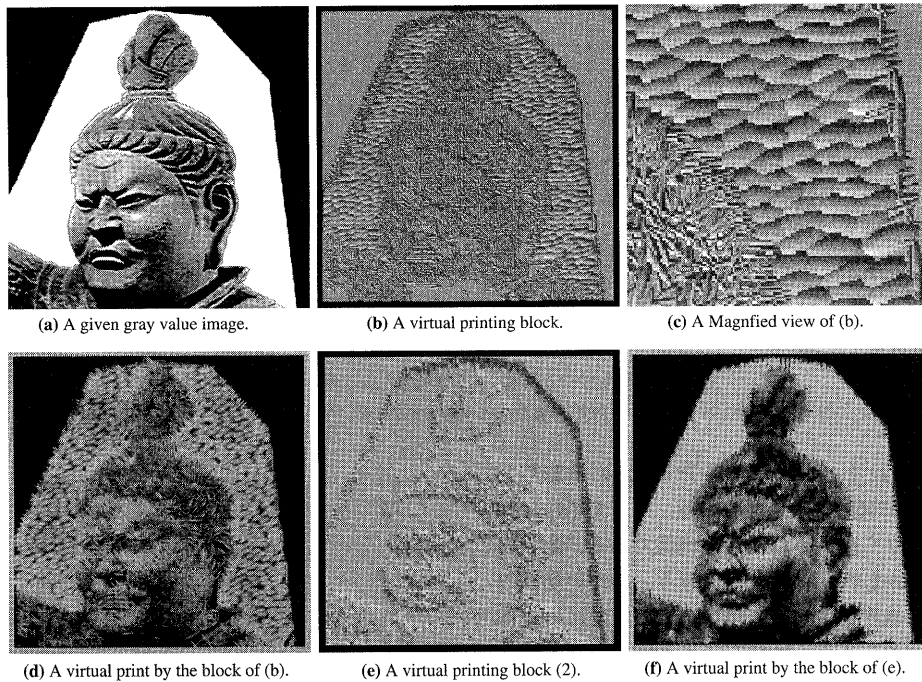 (a) A given gray value image.
(b) A virtual printing block.
(c) A Magnfied view of (b).
(d) A virtual print by the block of (b).
(e) A virtual printing block (2).
(f) A virtual print by the block of (e).